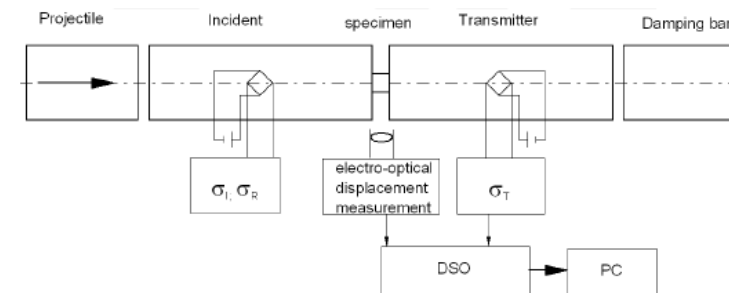 Projectile
Incident
specimen
Transmitter
Damping bar
σI, σR
electro-optical
displacement
measurement
σT
DSO
PC